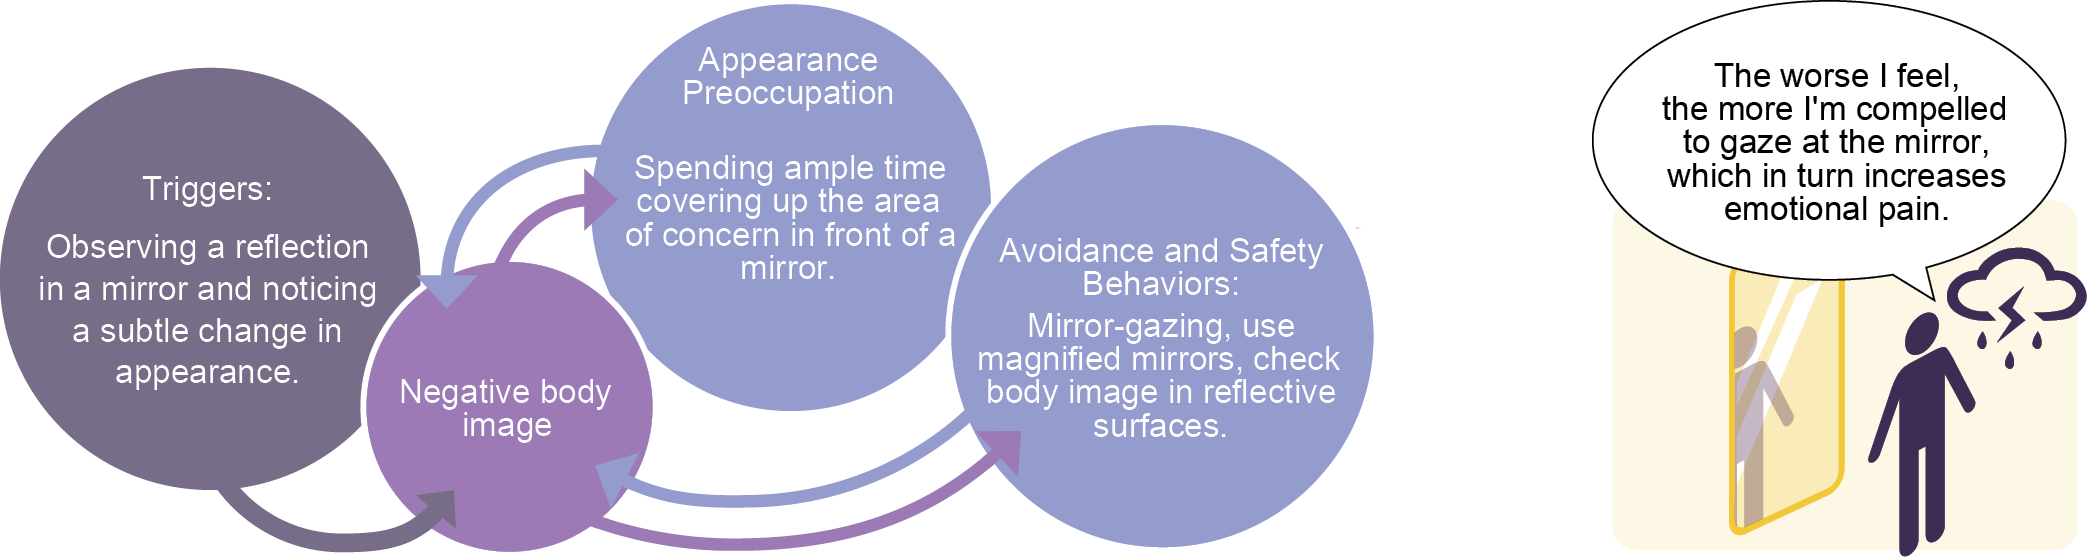 Triggers:
Observing a reflection
in a mirror and noticing
a subtle change in
appearance.
Negative body
image
Appearance
Preoccupation
Spending ample time
covering up the area
of concern in front of a
mirror.
Avoidance and Safety
Behaviors:
Mirror-gazing, use
magnified mirrors, check
body image in reflective
surfaces.
The worse I feel,
the more I'm compelled
to gaze at the mirror,
which in turn increases
emotional pain.